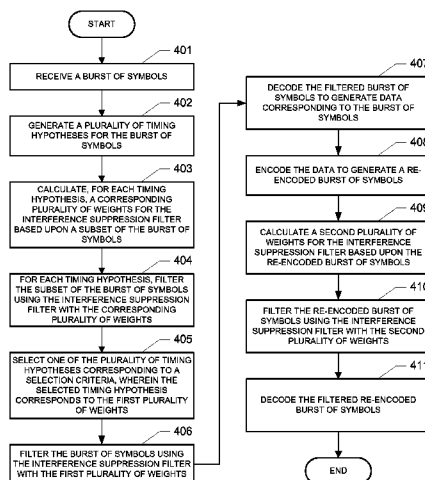 START
401
RECEIVE A BURST OF SYMBOLS
402
GENERATE A PLURALITY OF TIMING
HYPOTHESES FOR THE BURST OF
SYMBOLS
403
CALCULATE, FOR EACH TIMING
HYPOTHESIS, A CORRESPONDING
PLURALITY OF WEIGHTS FOR THE
INTERFERENCE SUPPRESSION FILTER
BASED UPON A SUBSET OF THE BURST OF
SYMBOLS
404
FOR EACH TIMING HYPOTHESIS, FILTER
THE SUBSET OF THE BURST OF SYMBOLS
USING THE INTERFERENCE SUPPRESSION
FILTER WITH THE CORRESPONDING
PLURALITY OF WEIGHTS
405
SELECT ONE OF THE PLURALITY OF TIMING
HYPOTHESES CORRESPONDING TO A
SELECTION CRITERIA, WHEREIN THE
SELECTED TIMING HYPOTHESIS
CORRESPONDS TO THE FIRST PLURALITY
OF WEIGHTS
406
FILTER THE BURST OF SYMBOLS USING
THE INTERFERENCE SUPPRESSION FILTER
WITH THE FIRST PLURALITY OF WEIGHTS
407
DECODE THE FILTERED BURST OF
SYMBOLS TO GENERATE DATA
CORRESPONDING TO THE BURST OF
SYMBOLS
408
ENCODE THE DATA TO GENERATE A RE-
ENCODED BURST OF SYMBOLS
409
CALCULATE A SECOND PLURALITY OF
WEIGHTS FOR THE INTERFERENCE
SUPPRESSION FILTER BASED UPON THE
RE-ENCODED BURST OF SYMBOLS
410
FILTER THE RE-ENCODED BURST OF
SYMBOLS USING THE INTERFERENCE
SUPPRESSION FILTER WITH THE SECOND
PLURALITY OF WEIGHTS
411
DECODE THE FILTERED RE-ENCODED
BURST OF SYMBOLS
END